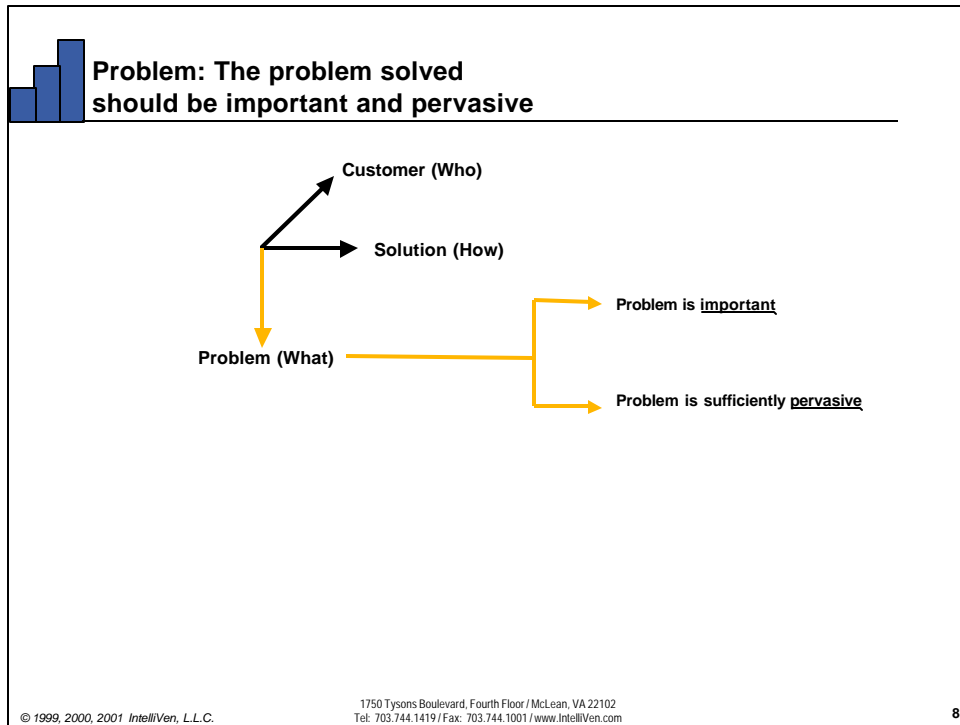 Problem: The problem solved
should be important and pervasive
Customer (Who)
Solution (How)
Problem is important
Problem (What)
Problem is sufficiently pervasive
© 1999, 2000, 2001 IntelliVen, L.L.C.
1750 Tysons Boulevard, Fourth Floor / McLean, VA 22102
Tel: 703.744.1419 / Fax: 703.744.1001 / www.IntelliVen.com
8